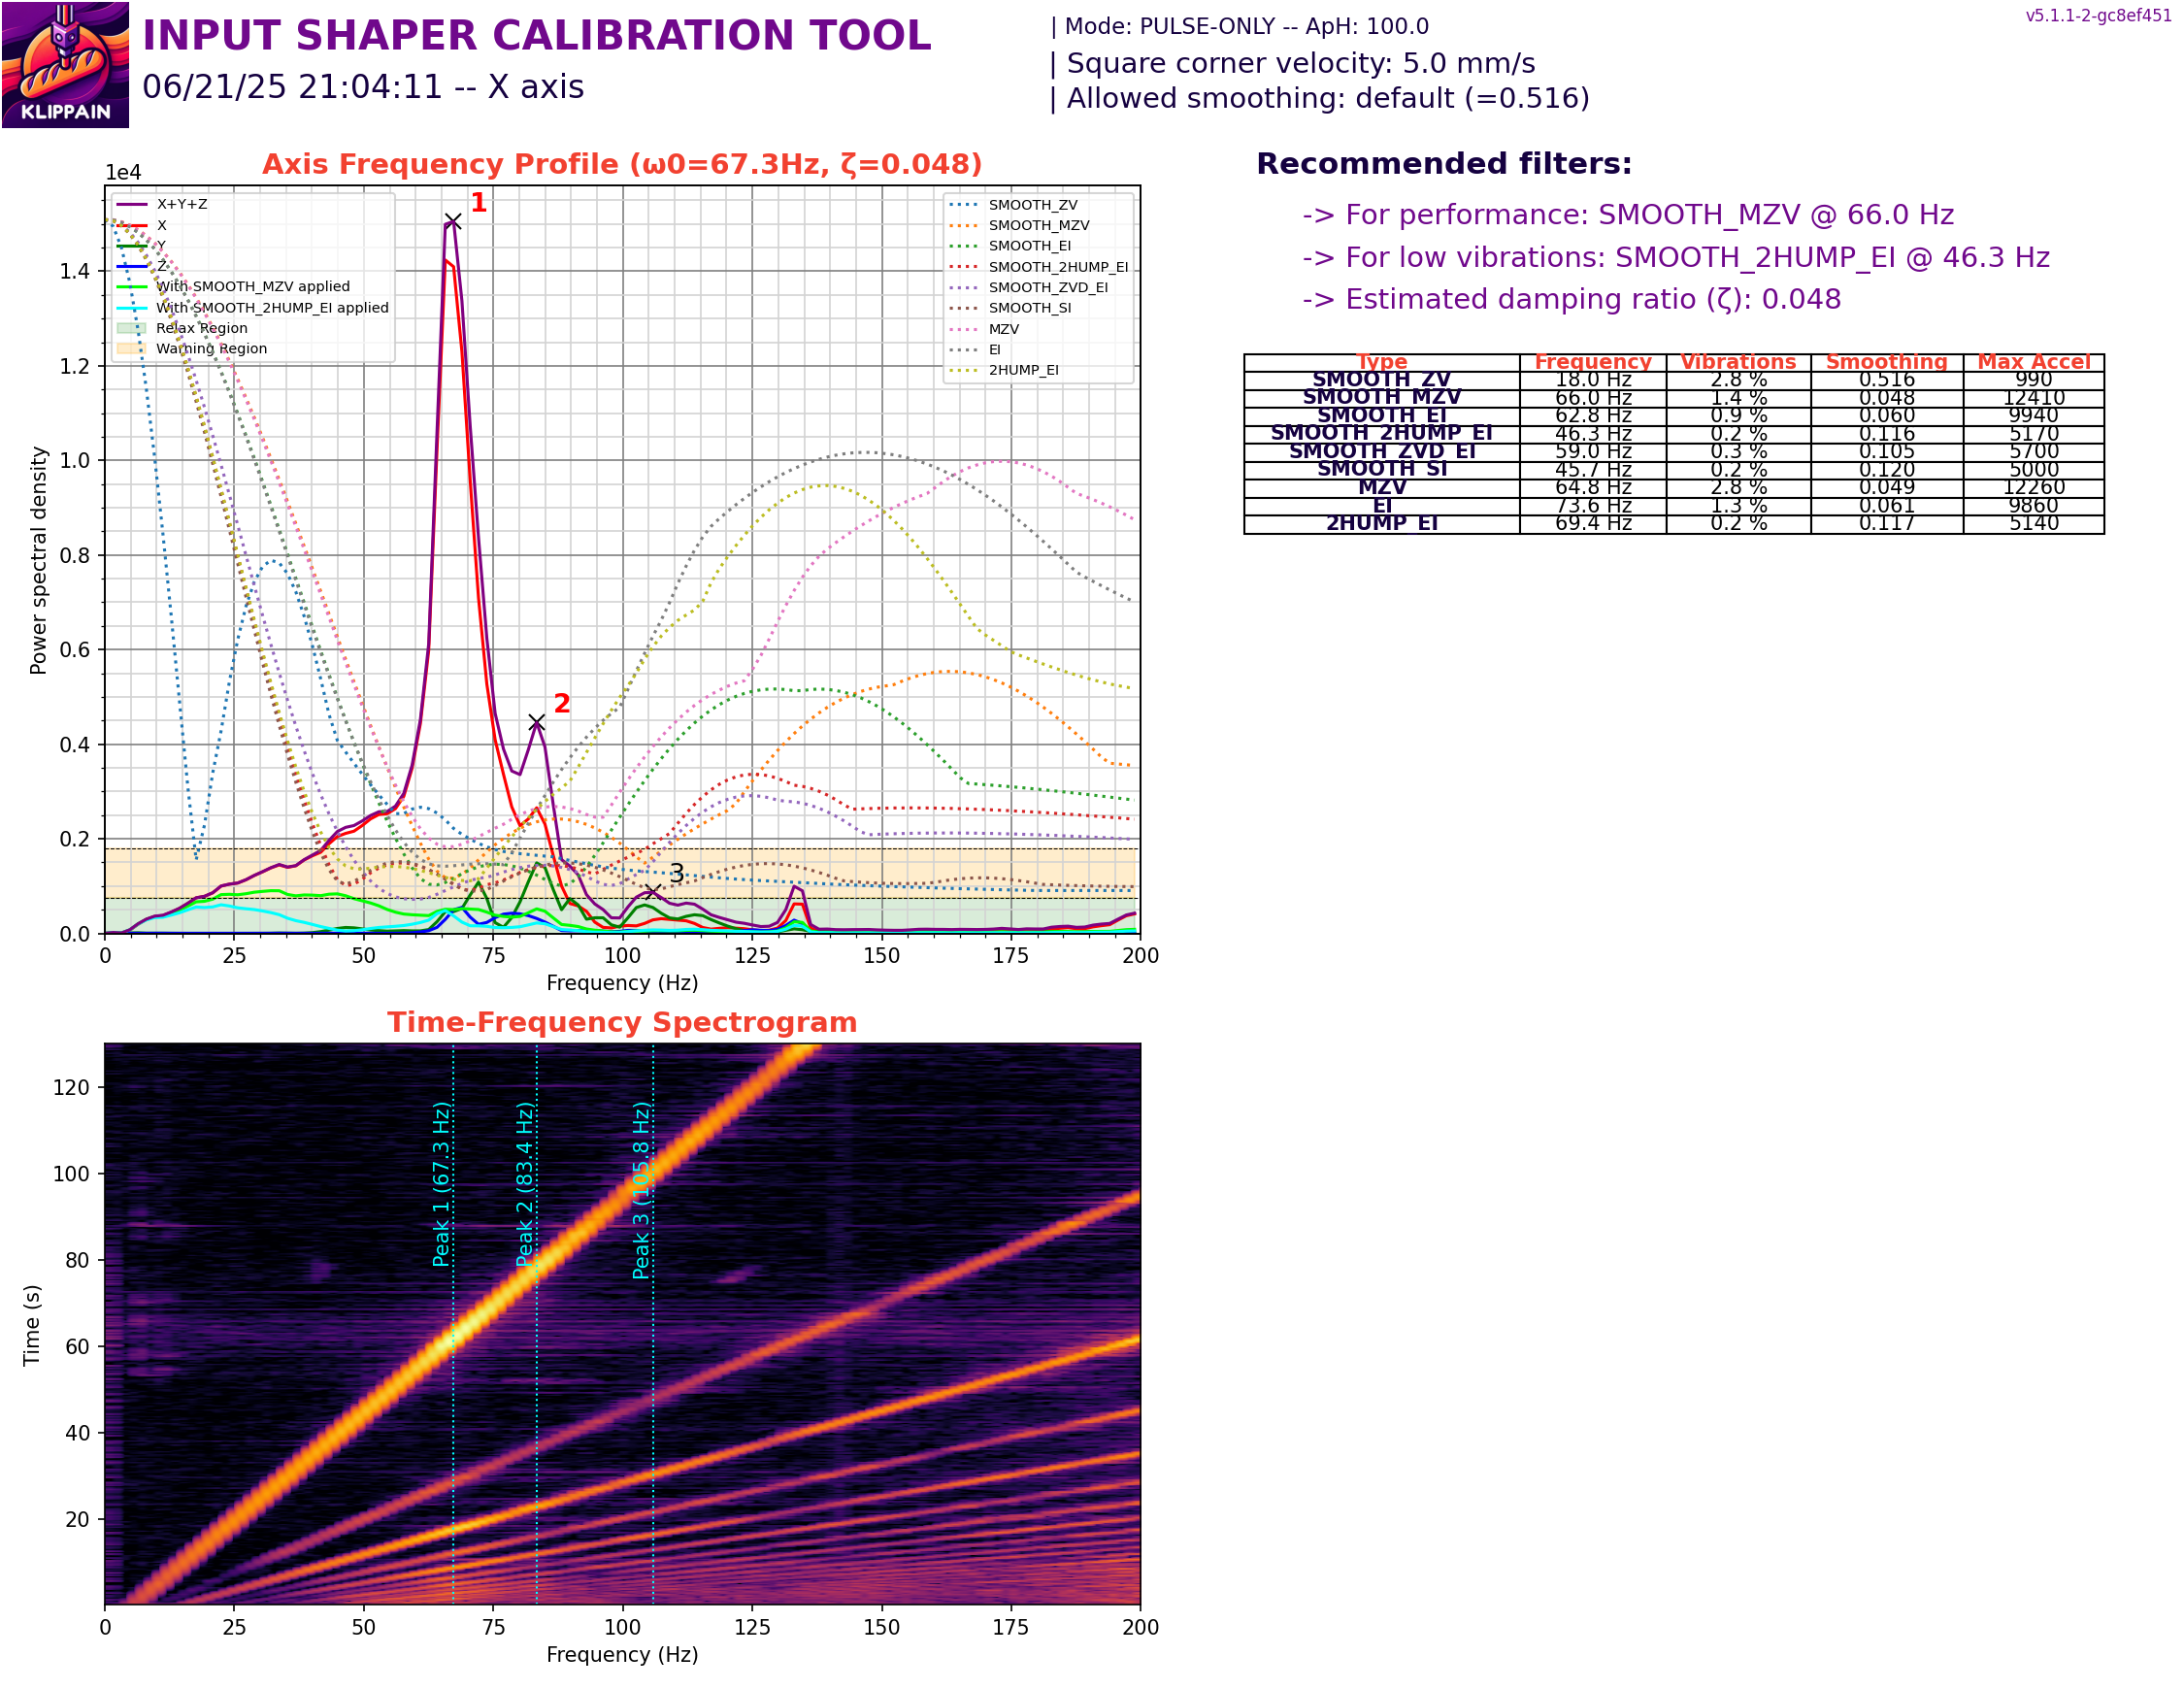 INPUT SHAPER CALIBRATION TOOL
06/21/25 21:04:11 -- X axis
KLIPPAIN
| Mode: PULSE-ONLY -- ApH: 100.0
| Square corner velocity: 5.0 mm/s
| Allowed smoothing: default (=0.516)
v5.1.1-2-gc8ef451
Axis Frequency Profile (ω0=67.3Hz, ζ=0.048)
1e4
X+Y+Z
X
Y
Z
With SMOOTH_MZV applied
With SMOOTH_2HUMP_EI applied
Relax Region
Warning Region
SMOOTH_ZV
SMOOTH_MZV
SMOOTH_EI
SMOOTH_2HUMP_EI
SMOOTH_ZVD_EI
SMOOTH_SI
MZV
EI
2HUMP_EI
1
2
3
1.4
1.2
1.0
0.8
0.6
0.4
0.2
0.0
Power spectral density
0 25 50 75 100 125 150 175 200
Frequency (Hz)
Recommended filters:
-> For performance: SMOOTH_MZV @ 66.0 Hz
-> For low vibrations: SMOOTH_2HUMP_EI @ 46.3 Hz
-> Estimated damping ratio (ζ): 0.048
Type Frequency Vibrations Smoothing Max Accel
SMOOTH_ZV 18.0 Hz 2.8 % 0.516 990
SMOOTH_MZV 66.0 Hz 1.4 % 0.048 12410
SMOOTH_EI 62.8 Hz 0.9 % 0.060 9940
SMOOTH_2HUMP_EI 46.3 Hz 0.2 % 0.116 5170
SMOOTH_ZVD_EI 59.0 Hz 0.3 % 0.105 5700
SMOOTH_SI 45.7 Hz 0.2 % 0.120 5000
MZV 64.8 Hz 2.8 % 0.049 12260
EI 73.6 Hz 1.3 % 0.061 9860
2HUMP_EI 69.4 Hz 0.2 % 0.117 5140
Time-Frequency Spectrogram
Peak 1 (67.3 Hz)
Peak 2 (83.4 Hz)
Peak 3 (105.8 Hz)
120
100
80
60
40
20
Time (s)
0 25 50 75 100 125 150 175 200
Frequency (Hz)